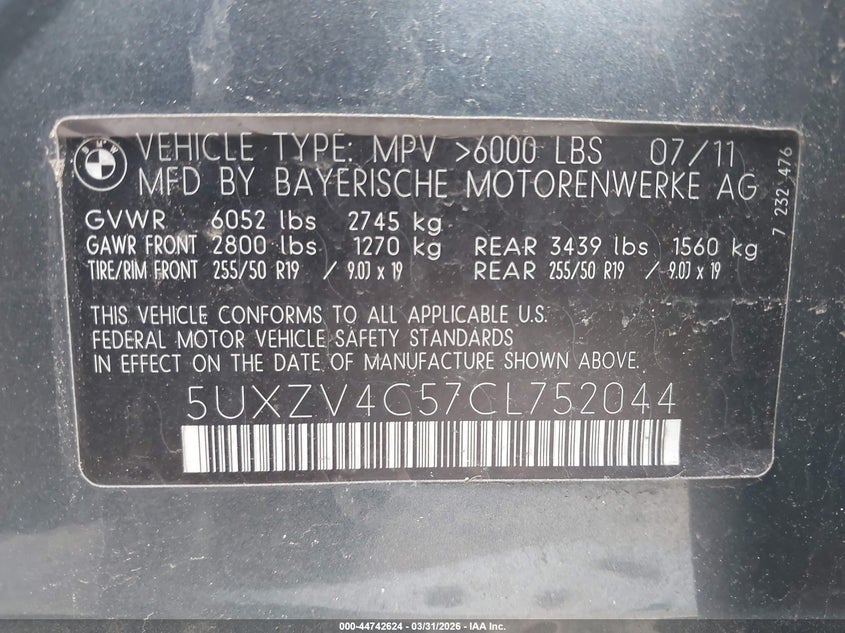 BMW
VEHICLE TYPE: MPV >6000 LBS 07/11
MFD BY BAYERISCHE MOTORENWERKE AG
GVWR 6052 lbs 2745 kg
GAWR FRONT 2800 lbs 1270 kg REAR 3439 lbs 1560 kg
TIRE/RIM FRONT 255/50 R19 / 9.0J x 19 REAR 255/50 R19 / 9.0J x 19
7 232 476
THIS VEHICLE CONFORMS TO ALL APPLICABLE U.S.
FEDERAL MOTOR VEHICLE SAFETY STANDARDS
IN EFFECT ON THE DATE OF MANUFACTURE SHOWN ABOVE.
5UXZV4C57CL752044
000-44742624 - 03/31/2026 - IAA Inc.